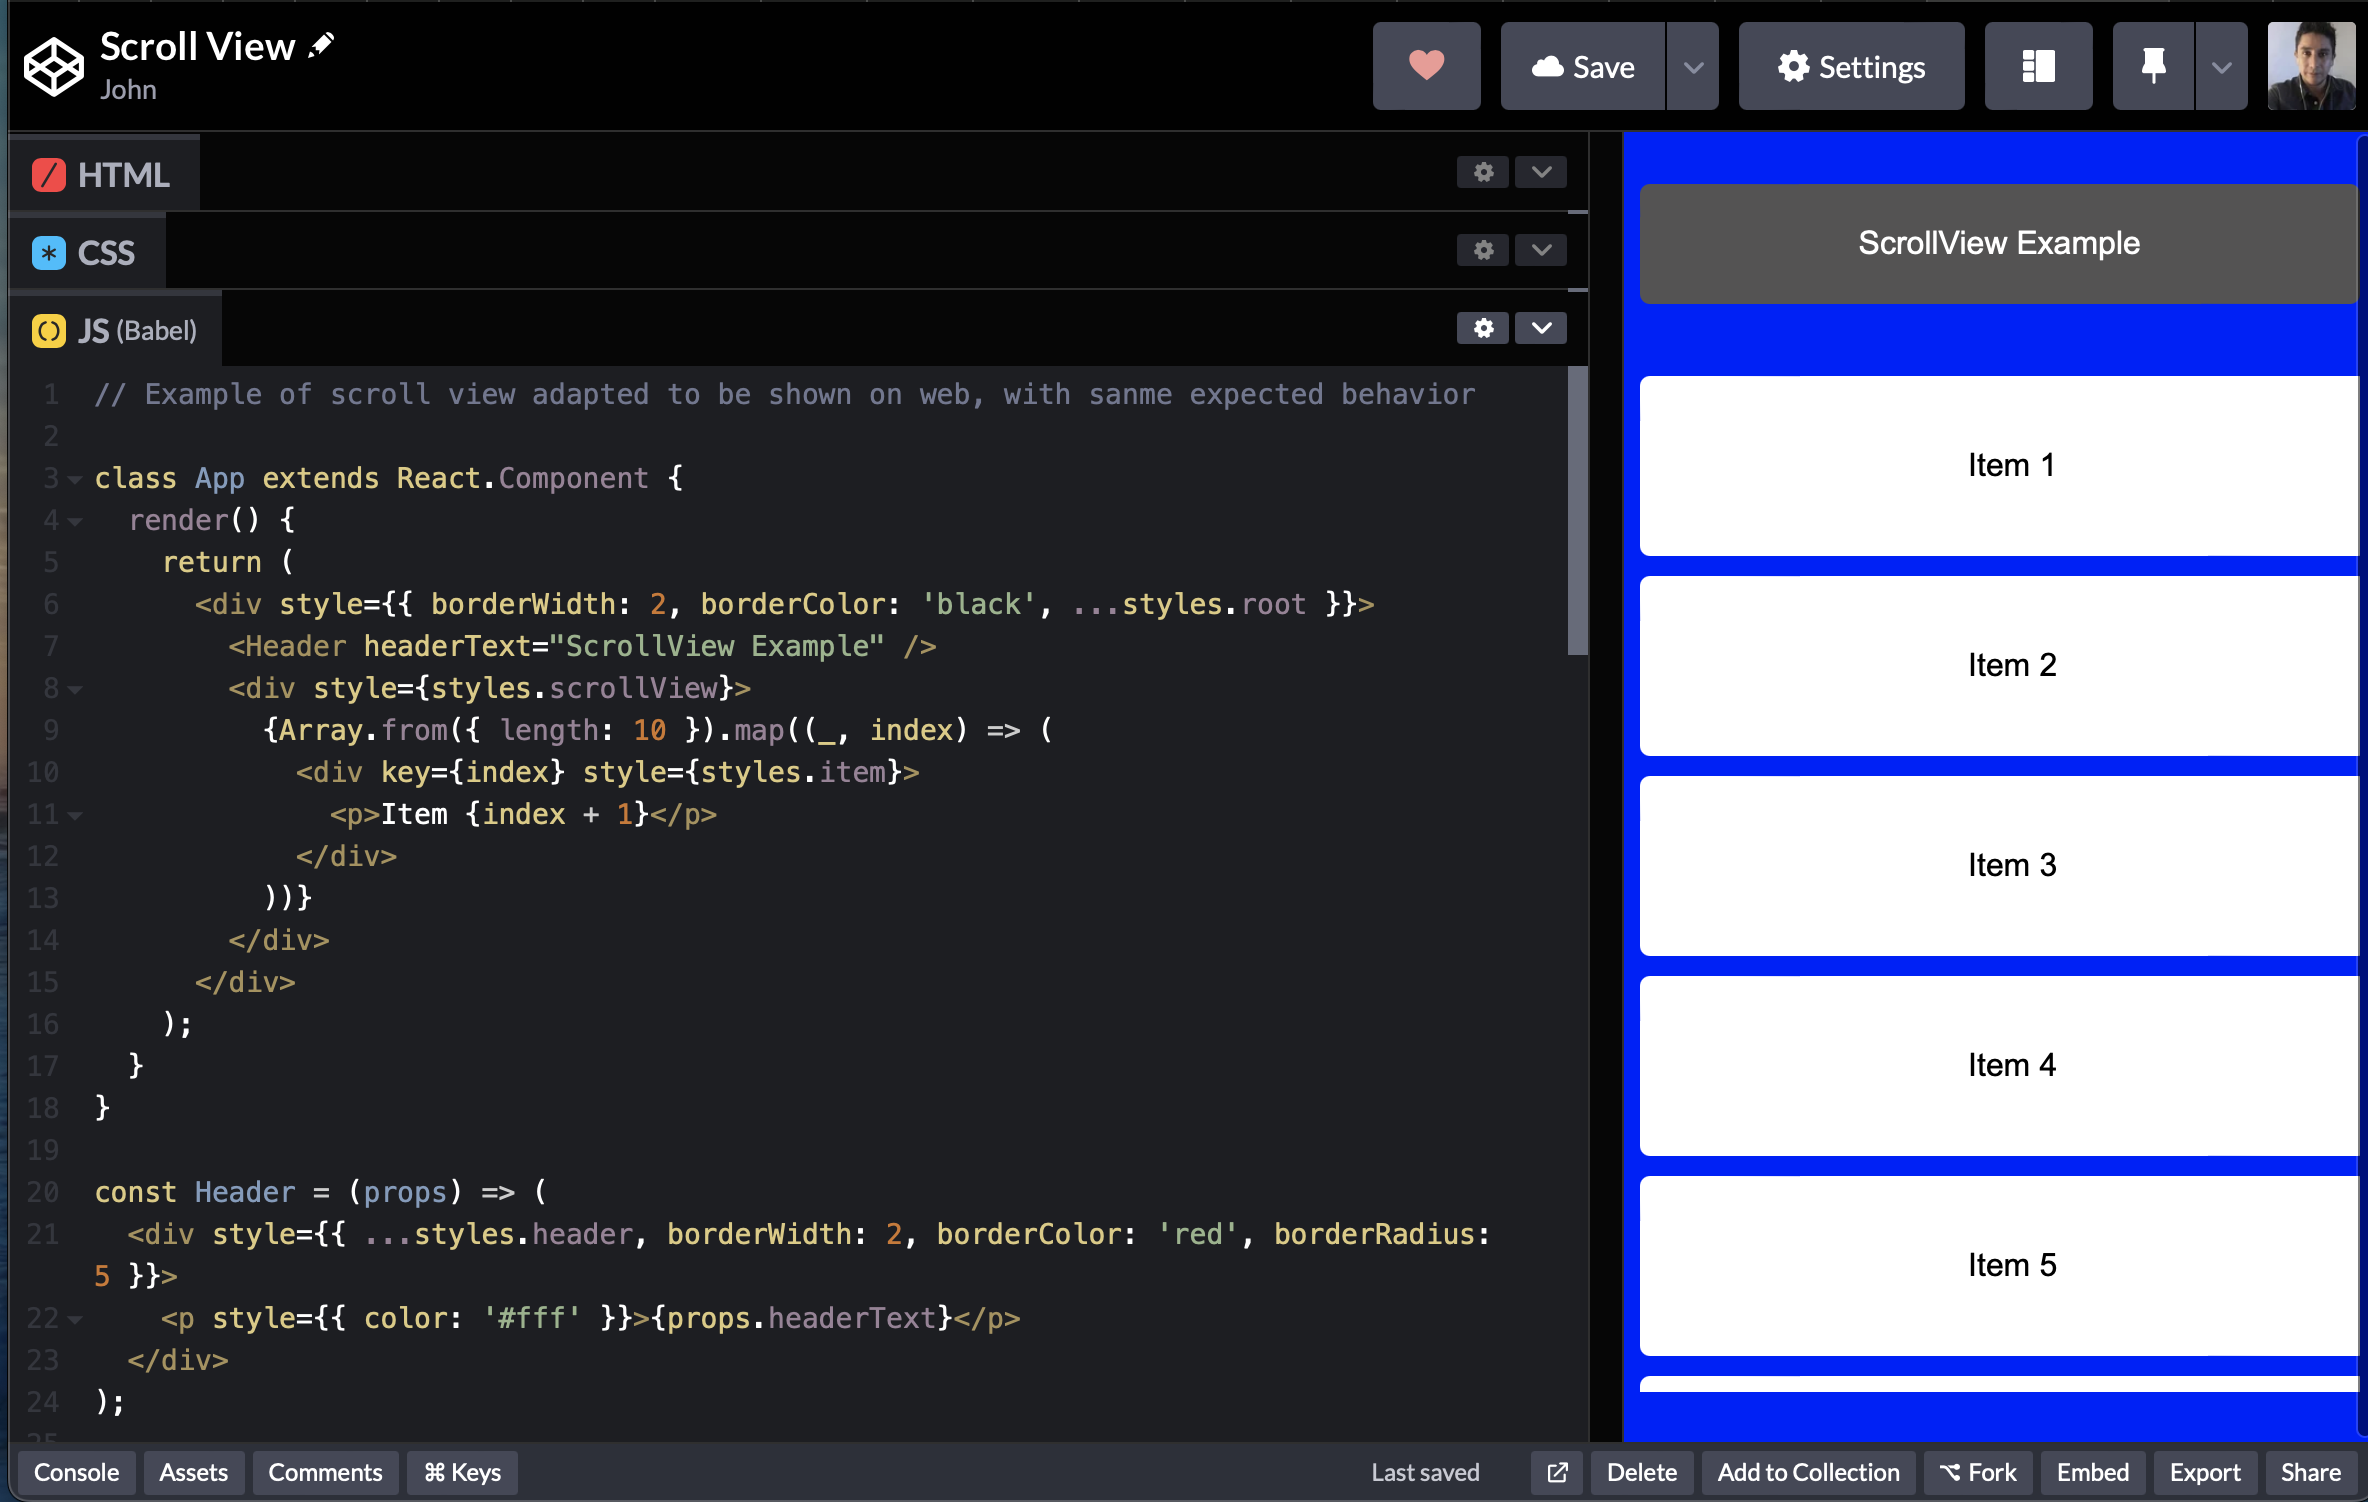 Scroll View
John
Save
Settings
HTML
CSS
JS (Babel)
1 // Example of scroll view adapted to be shown on web, with sanme expected behavior
2
3 class App extends React.Component {
4 render() {
5 return (
6 <div style={{ borderWidth: 2, borderColor: 'black', ...styles.root }}>
7 <Header headerText="ScrollView Example" />
8 <div style={styles.scrollView}>
9 {Array.from({ length: 10 }).map((_, index) => (
10 <div key={index} style={styles.item}>
11 <p>Item {index + 1}</p>
12 </div>
13 ))}
14 </div>
15 </div>
16 );
17 }
18 }
19
20 const Header = (props) => (
21 <div style={{ ...styles.header, borderWidth: 2, borderColor: 'red', borderRadius:
5 }}>
22 <p style={{ color: '#fff' }}>{props.headerText}</p>
23 </div>
24 );
25
ScrollView Example
Item 1
Item 2
Item 3
Item 4
Item 5
Console
Assets
Comments
⌘ Keys
Last saved
Delete
Add to Collection
Fork
Embed
Export
Share